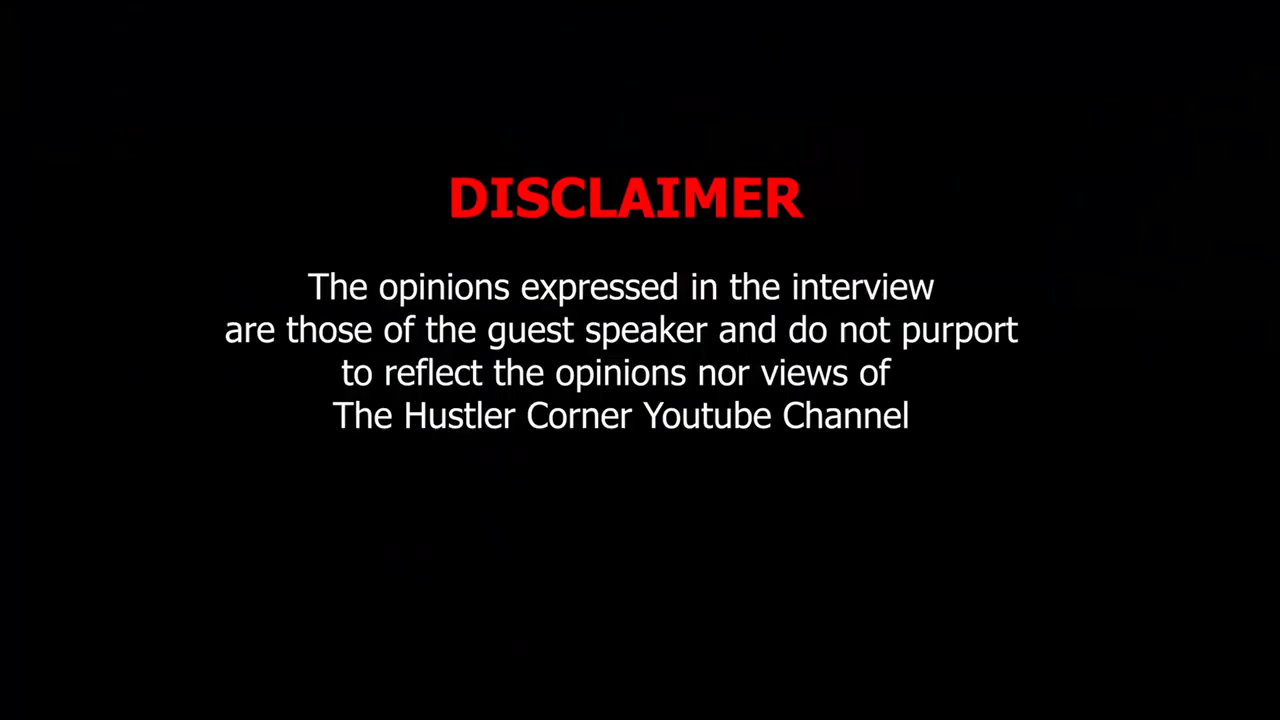 DISCLAIMER
The opinions expressed in the interview
are those of the guest speaker and do not purport
to reflect the opinions nor views of
The Hustler Corner Youtube Channel